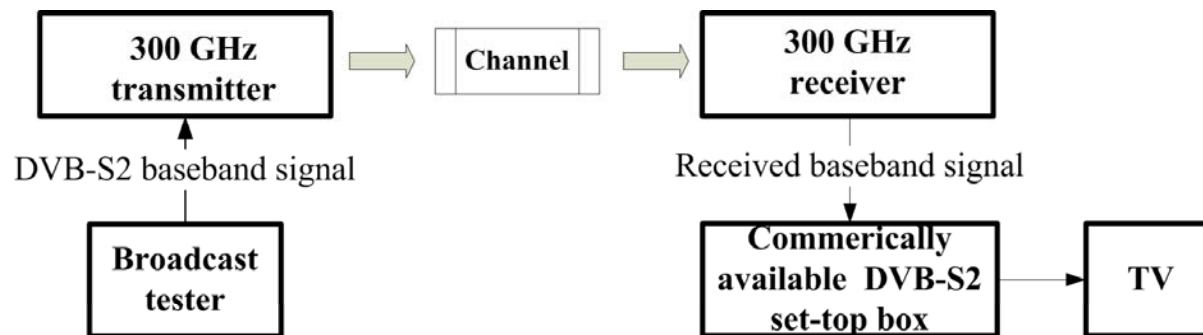 300 GHz
transmitter
Channel
300 GHz
receiver
DVB-S2 baseband signal
Received baseband signal
Broadcast
tester
Commerically
available DVB-S2
set-top box
TV